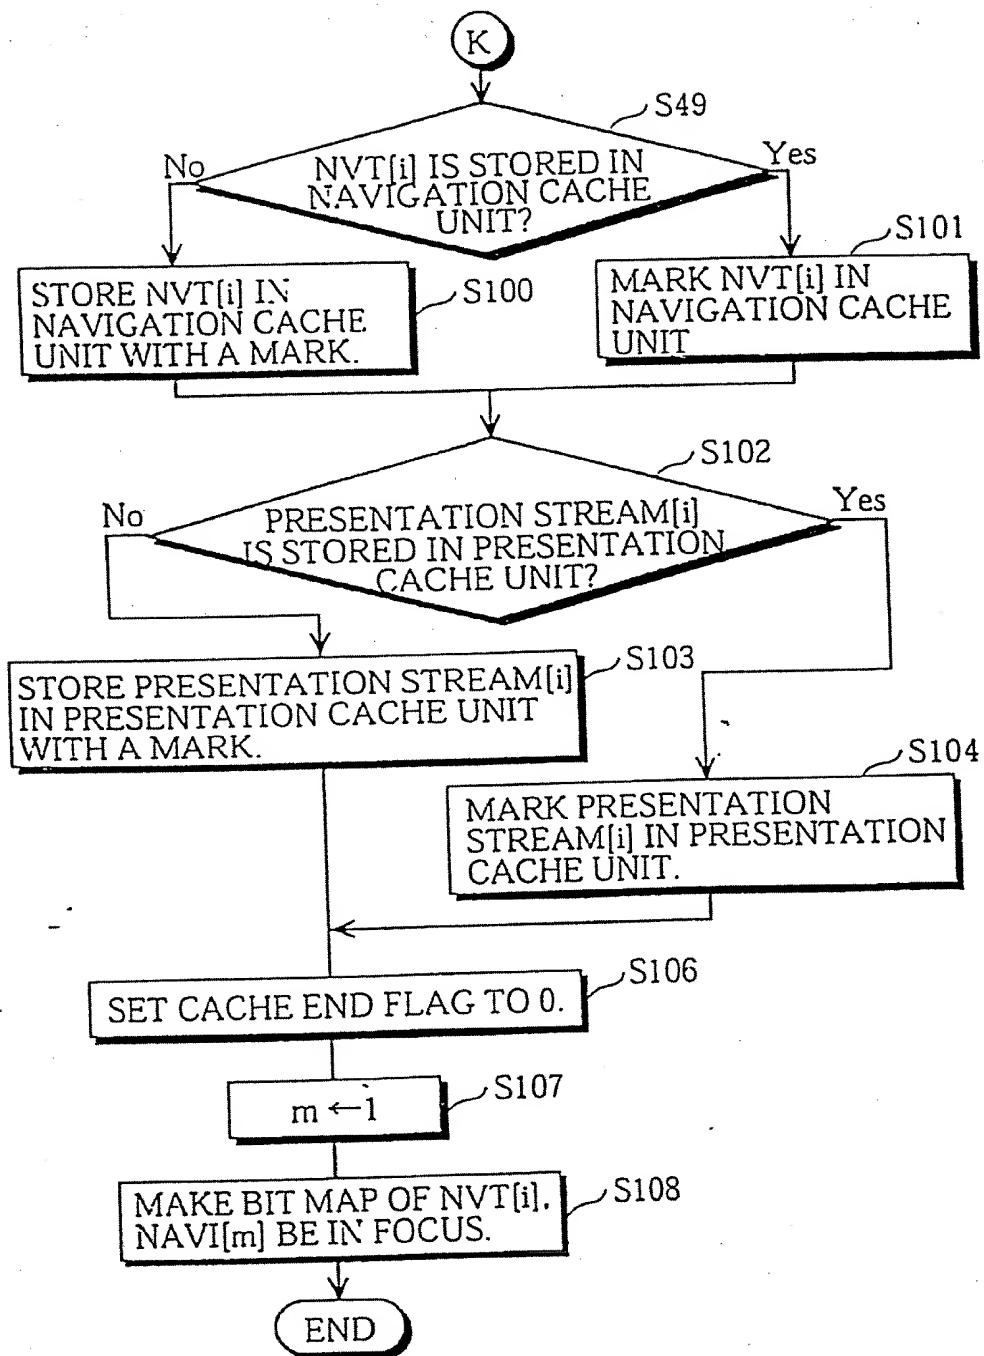 K
S49
No
Yes
NVT[i] IS STORED IN
NAVIGATION CACHE
UNIT?
S101
STORE NVT[i] IN
NAVIGATION CACHE
UNIT WITH A MARK.
S100
MARK NVT[i] IN
NAVIGATION CACHE
UNIT
S102
No
Yes
PRESENTATION STREAM[i]
IS STORED IN PRESENTATION
CACHE UNIT?
S103
STORE PRESENTATION STREAM[i]
IN PRESENTATION CACHE UNIT
WITH A MARK.
S104
MARK PRESENTATION
STREAM[i] IN PRESENTATION
CACHE UNIT.
S106
SET CACHE END FLAG TO 0.
S107
m ← i
S108
MAKE BIT MAP OF NVT[i],
NAVI[m] BE IN FOCUS.
END